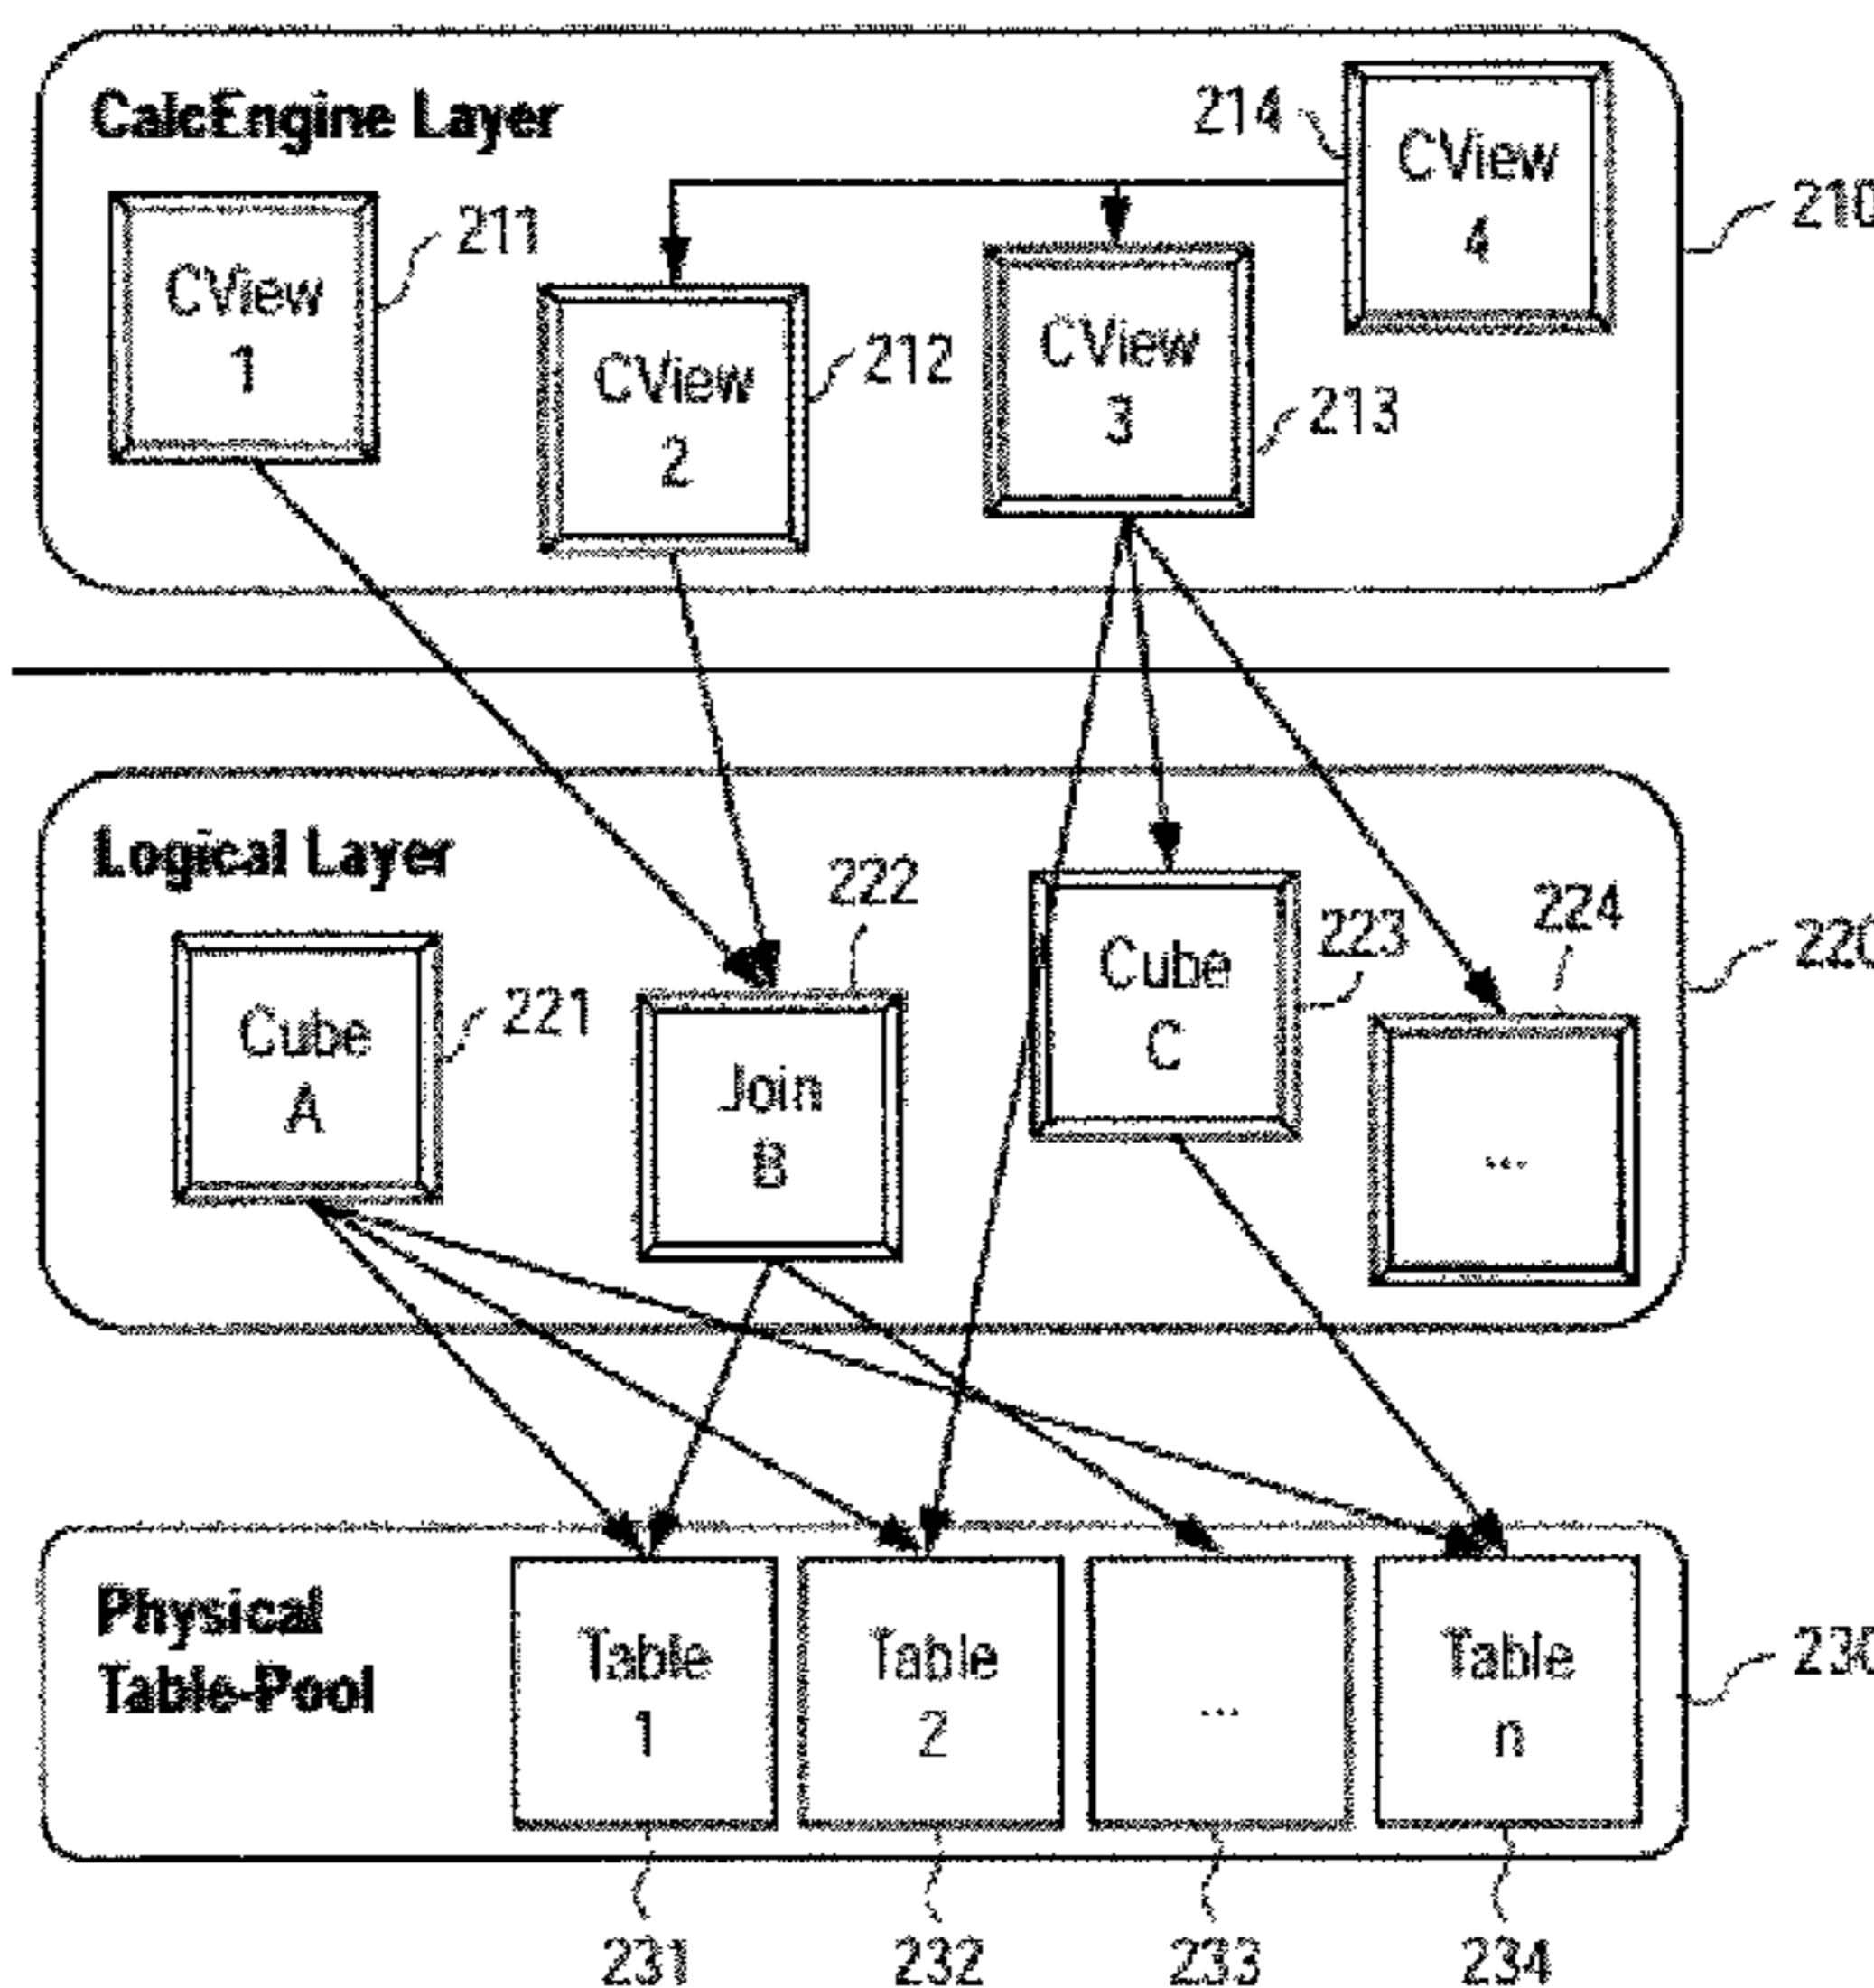 CalcEngine Layer
214
CView
4
210
CView
1
211
CView
2
212
CView
3
213
Logical Layer
222
223
224
220
Cube
A
221
Join
B
Cube
C
...
Physical
Table-Pool
Table
1
Table
2
...
Table
n
230
231
232
233
234